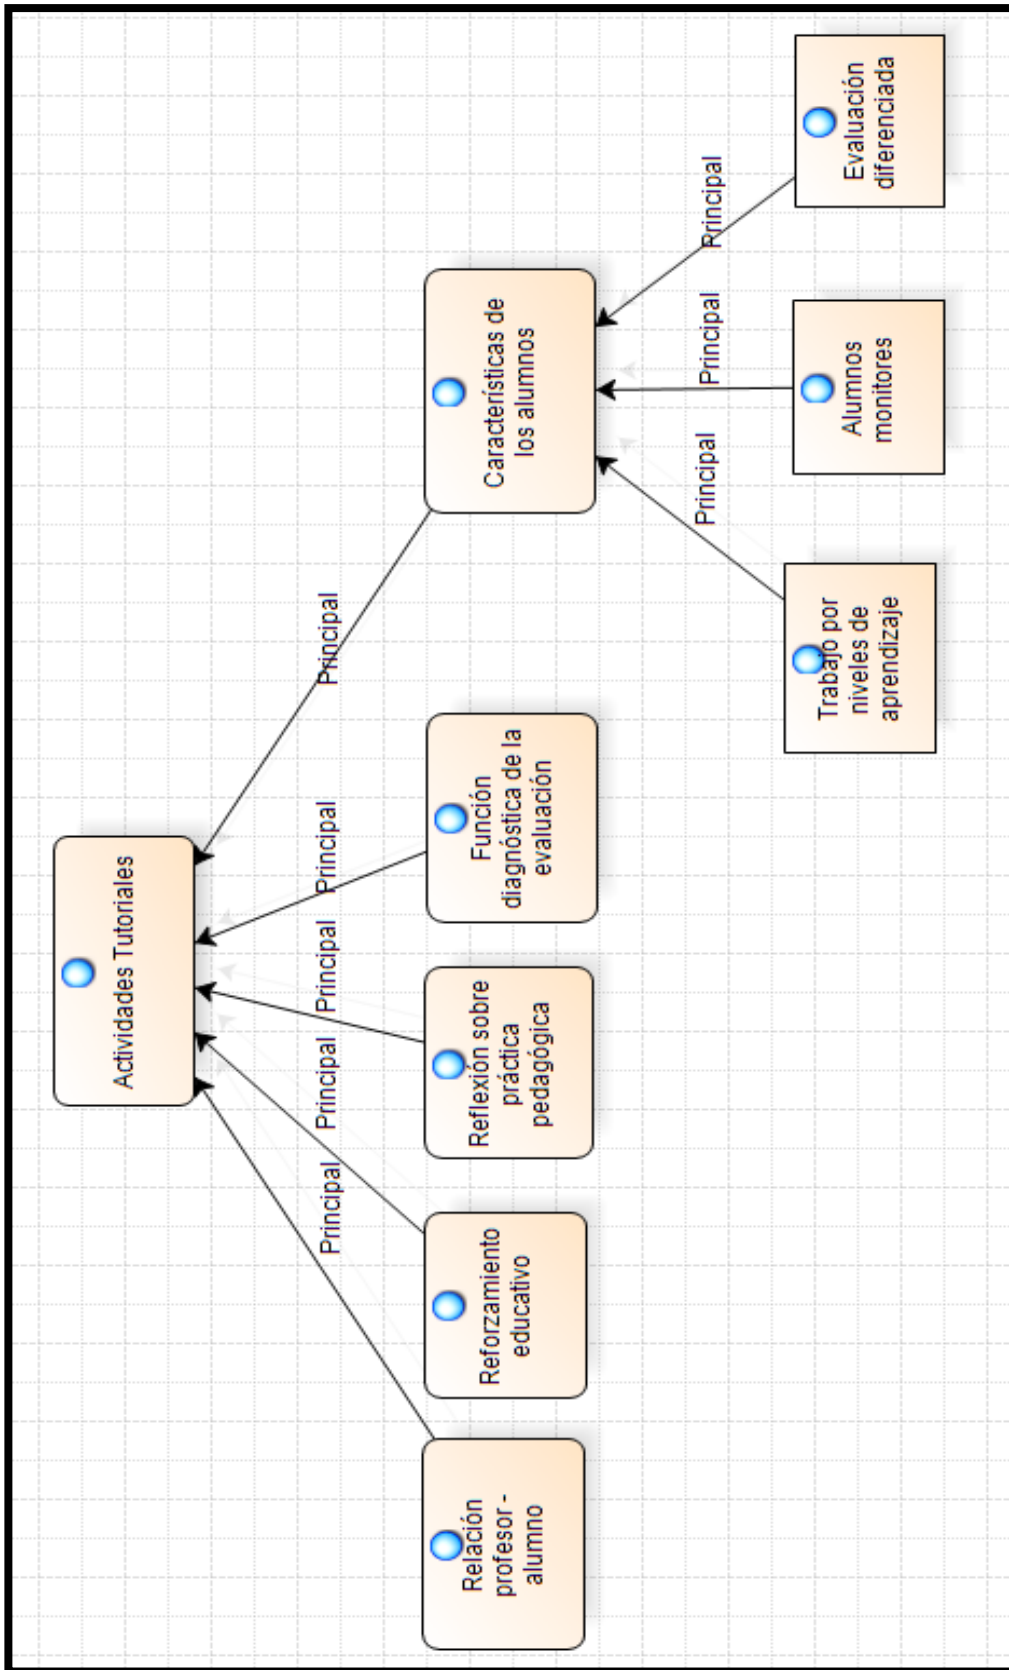 Actividades Tutoriales
Principal
Principal
Principal
Principal
Principal
Relación
profesor -
alumno
Reforzamiento
educativo
Reflexión sobre
práctica
pedagógica
Función
diagnóstica de la
evaluación
Características de
los alumnos
Principal
Principal
Principal
Trabajo por
niveles de
aprendizaje
Alumnos
monitores
Evaluación
diferenciada